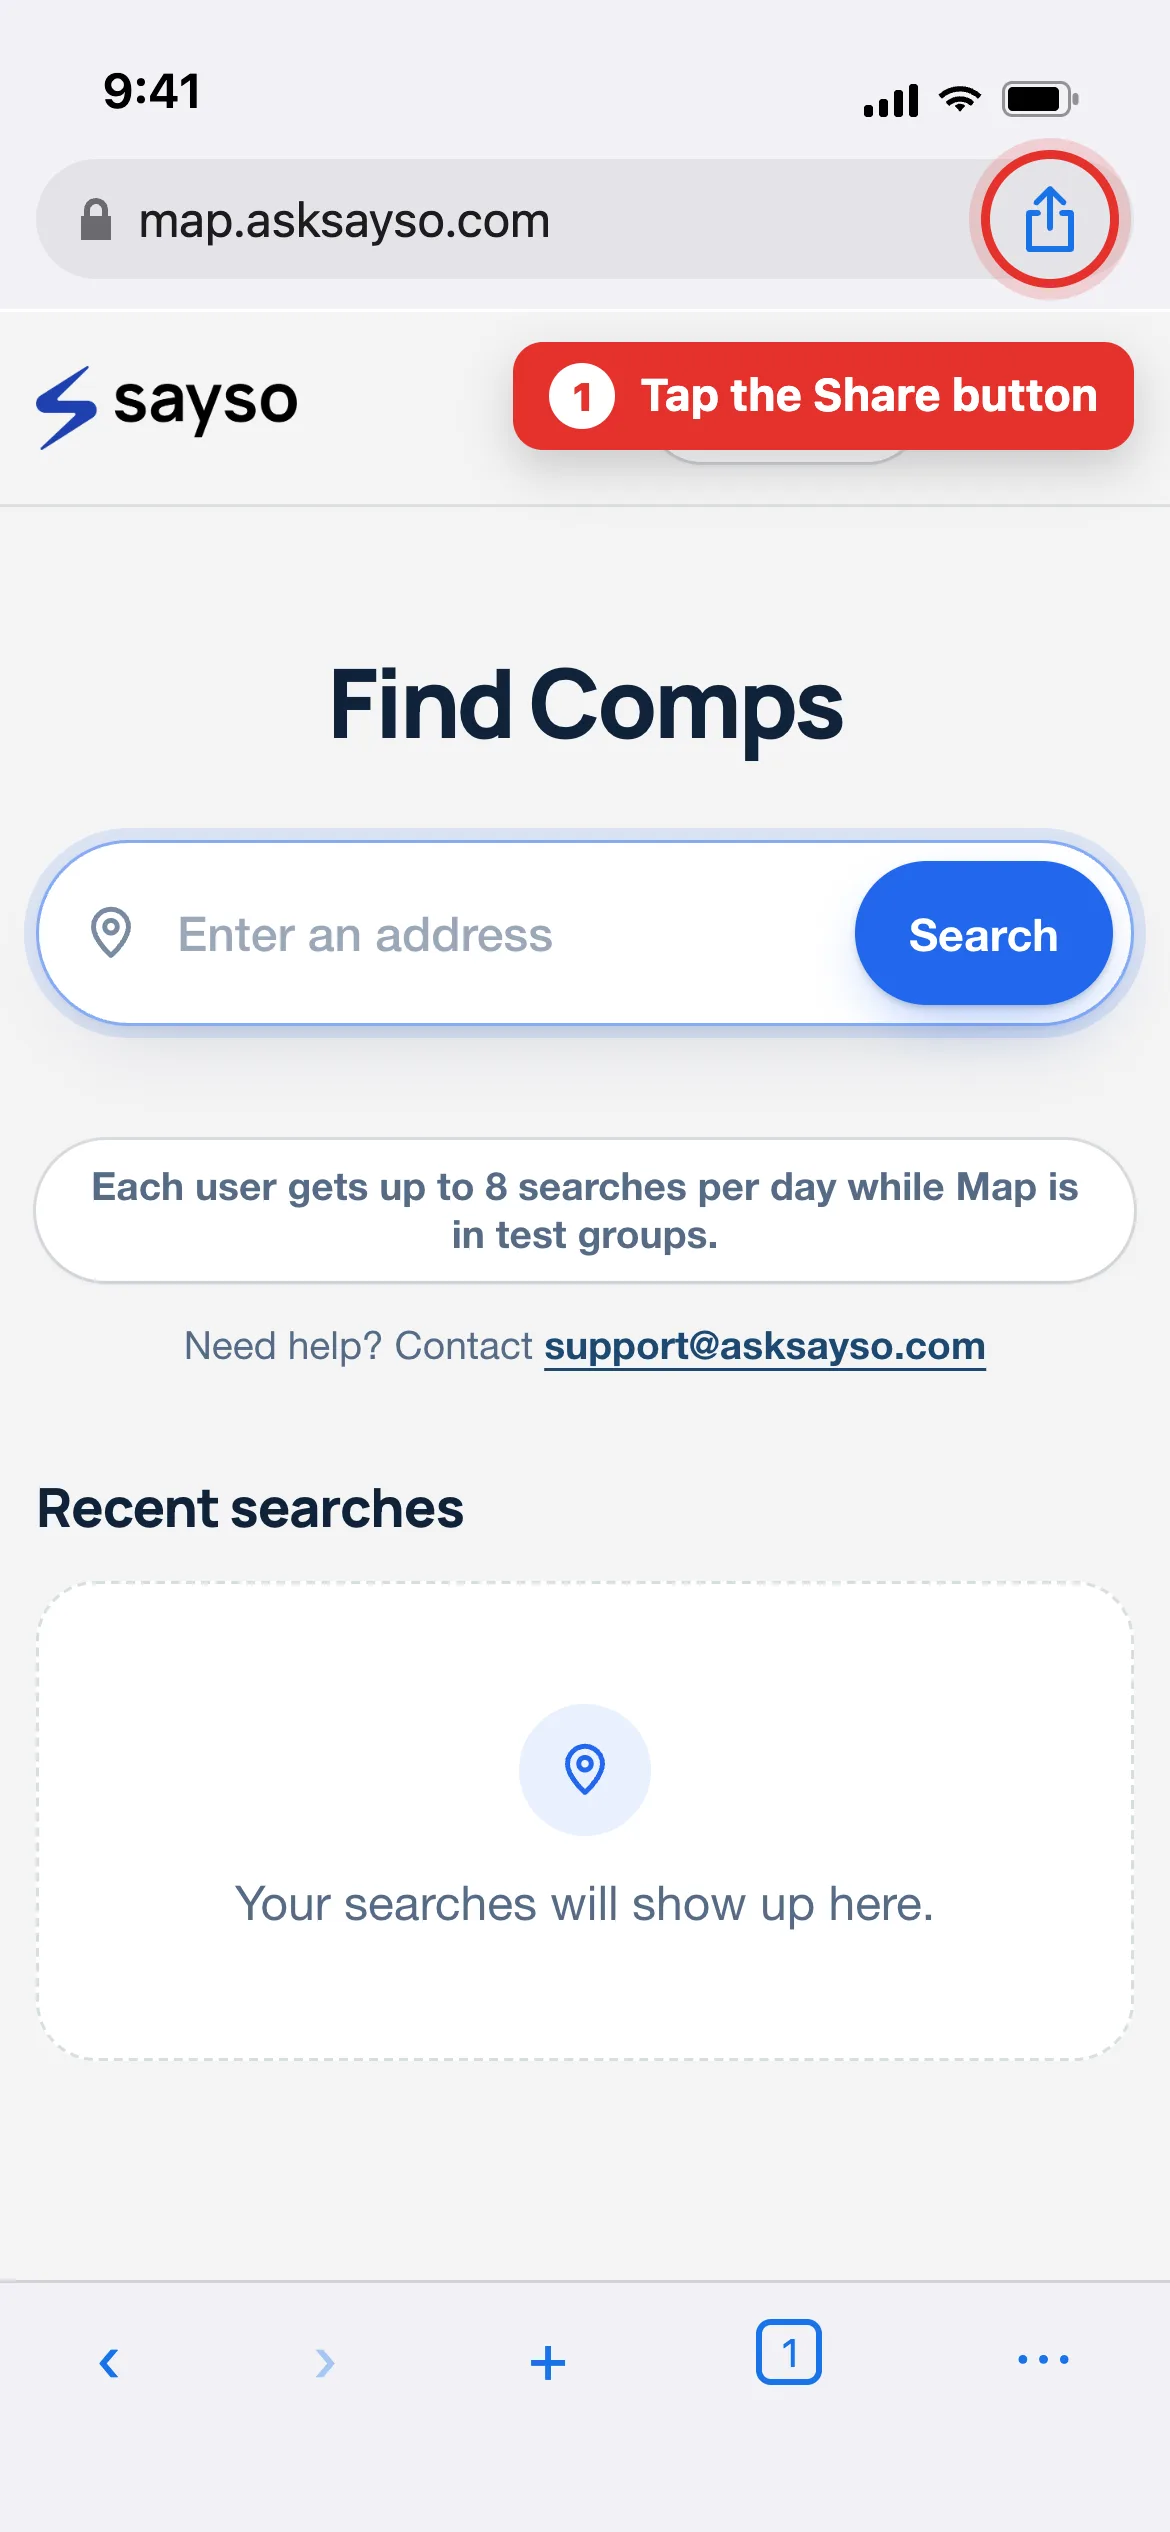 9:41
map.asksayso.com
sayso
1 Tap the Share button
Find Comps
Enter an address
Search
Each user gets up to 8 searches per day while Map is
in test groups.
Need help? Contact support@asksayso.com
Recent searches
Your searches will show up here.
1